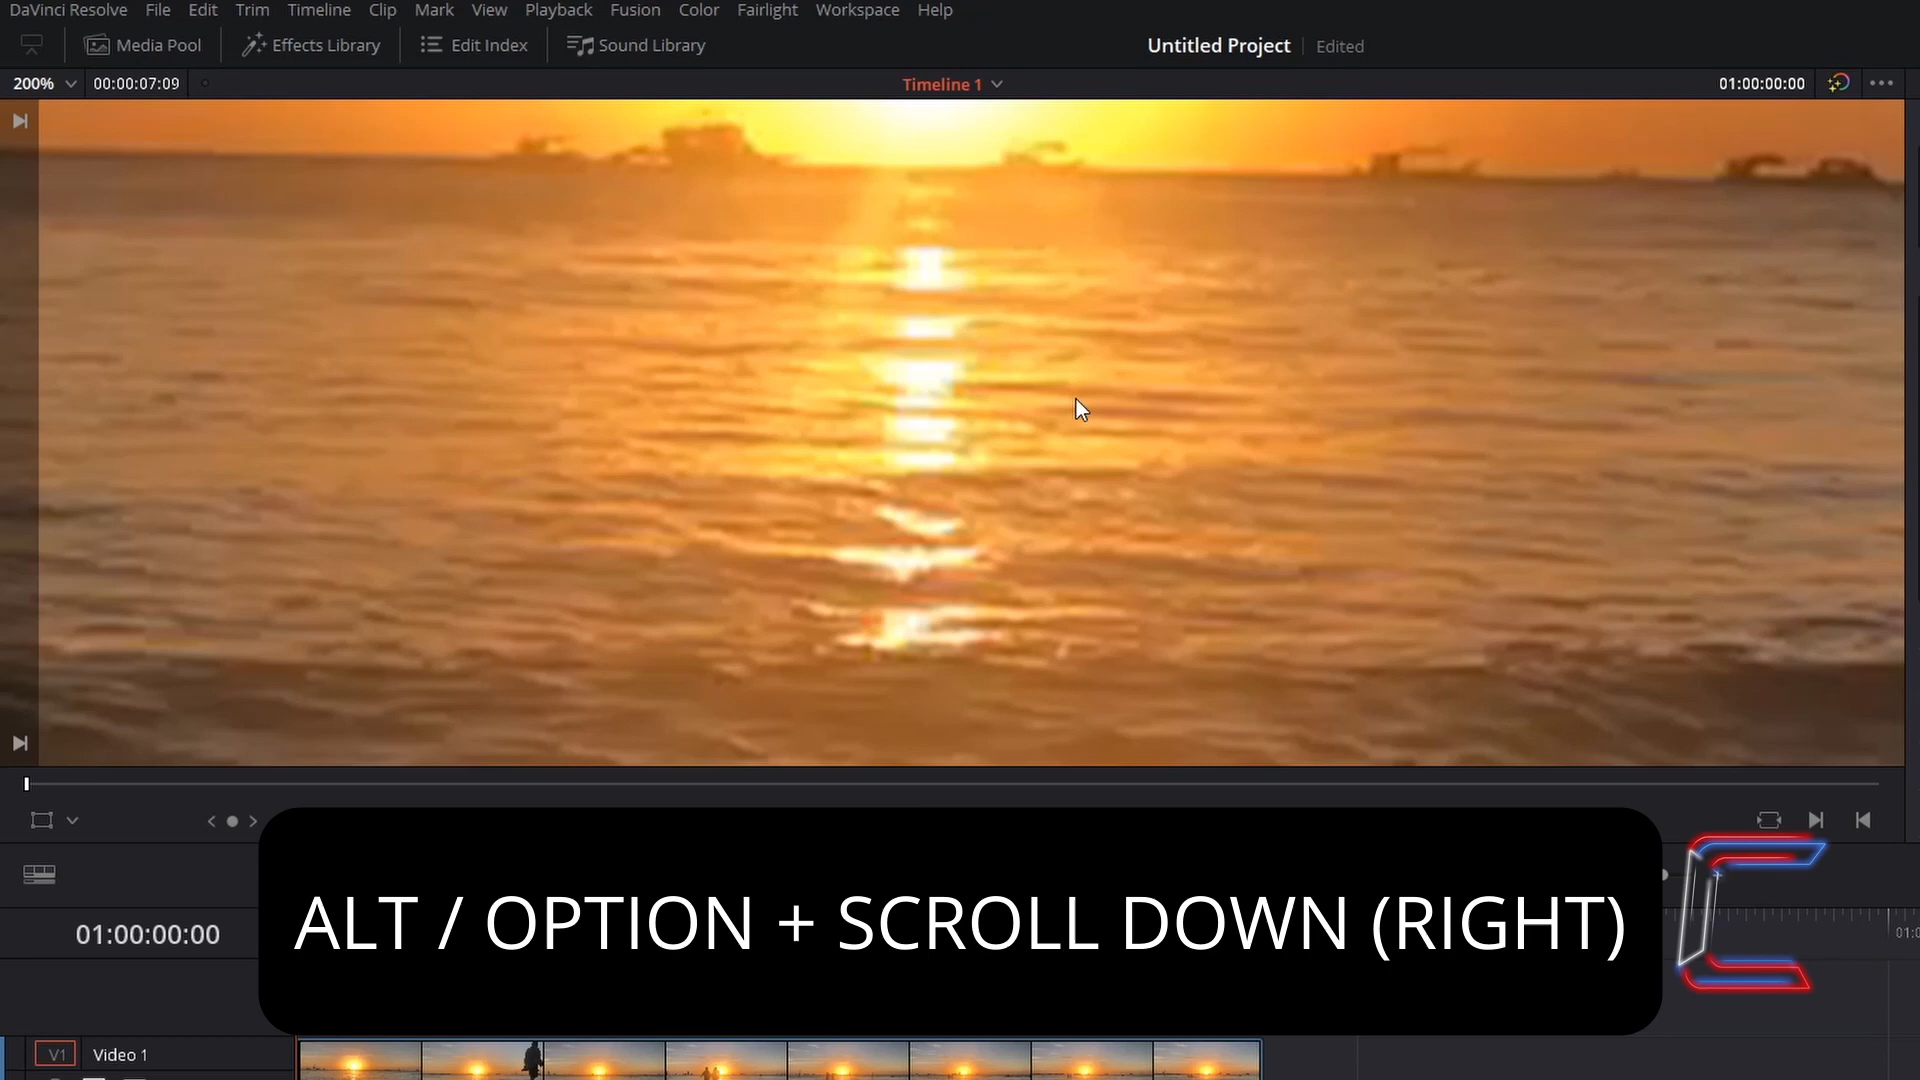 DaVinci Resolve File Edit Trim Timeline Clip Mark View Playback Fusion Color Fairlight Workspace Help
Media Pool Effects Library Edit Index Sound Library Untitled Project Edited
200% 00:00:07:09 Timeline 1 01:00:00:00
01:00:00:00 ALT / OPTION + SCROLL DOWN (RIGHT)
V1 Video 1